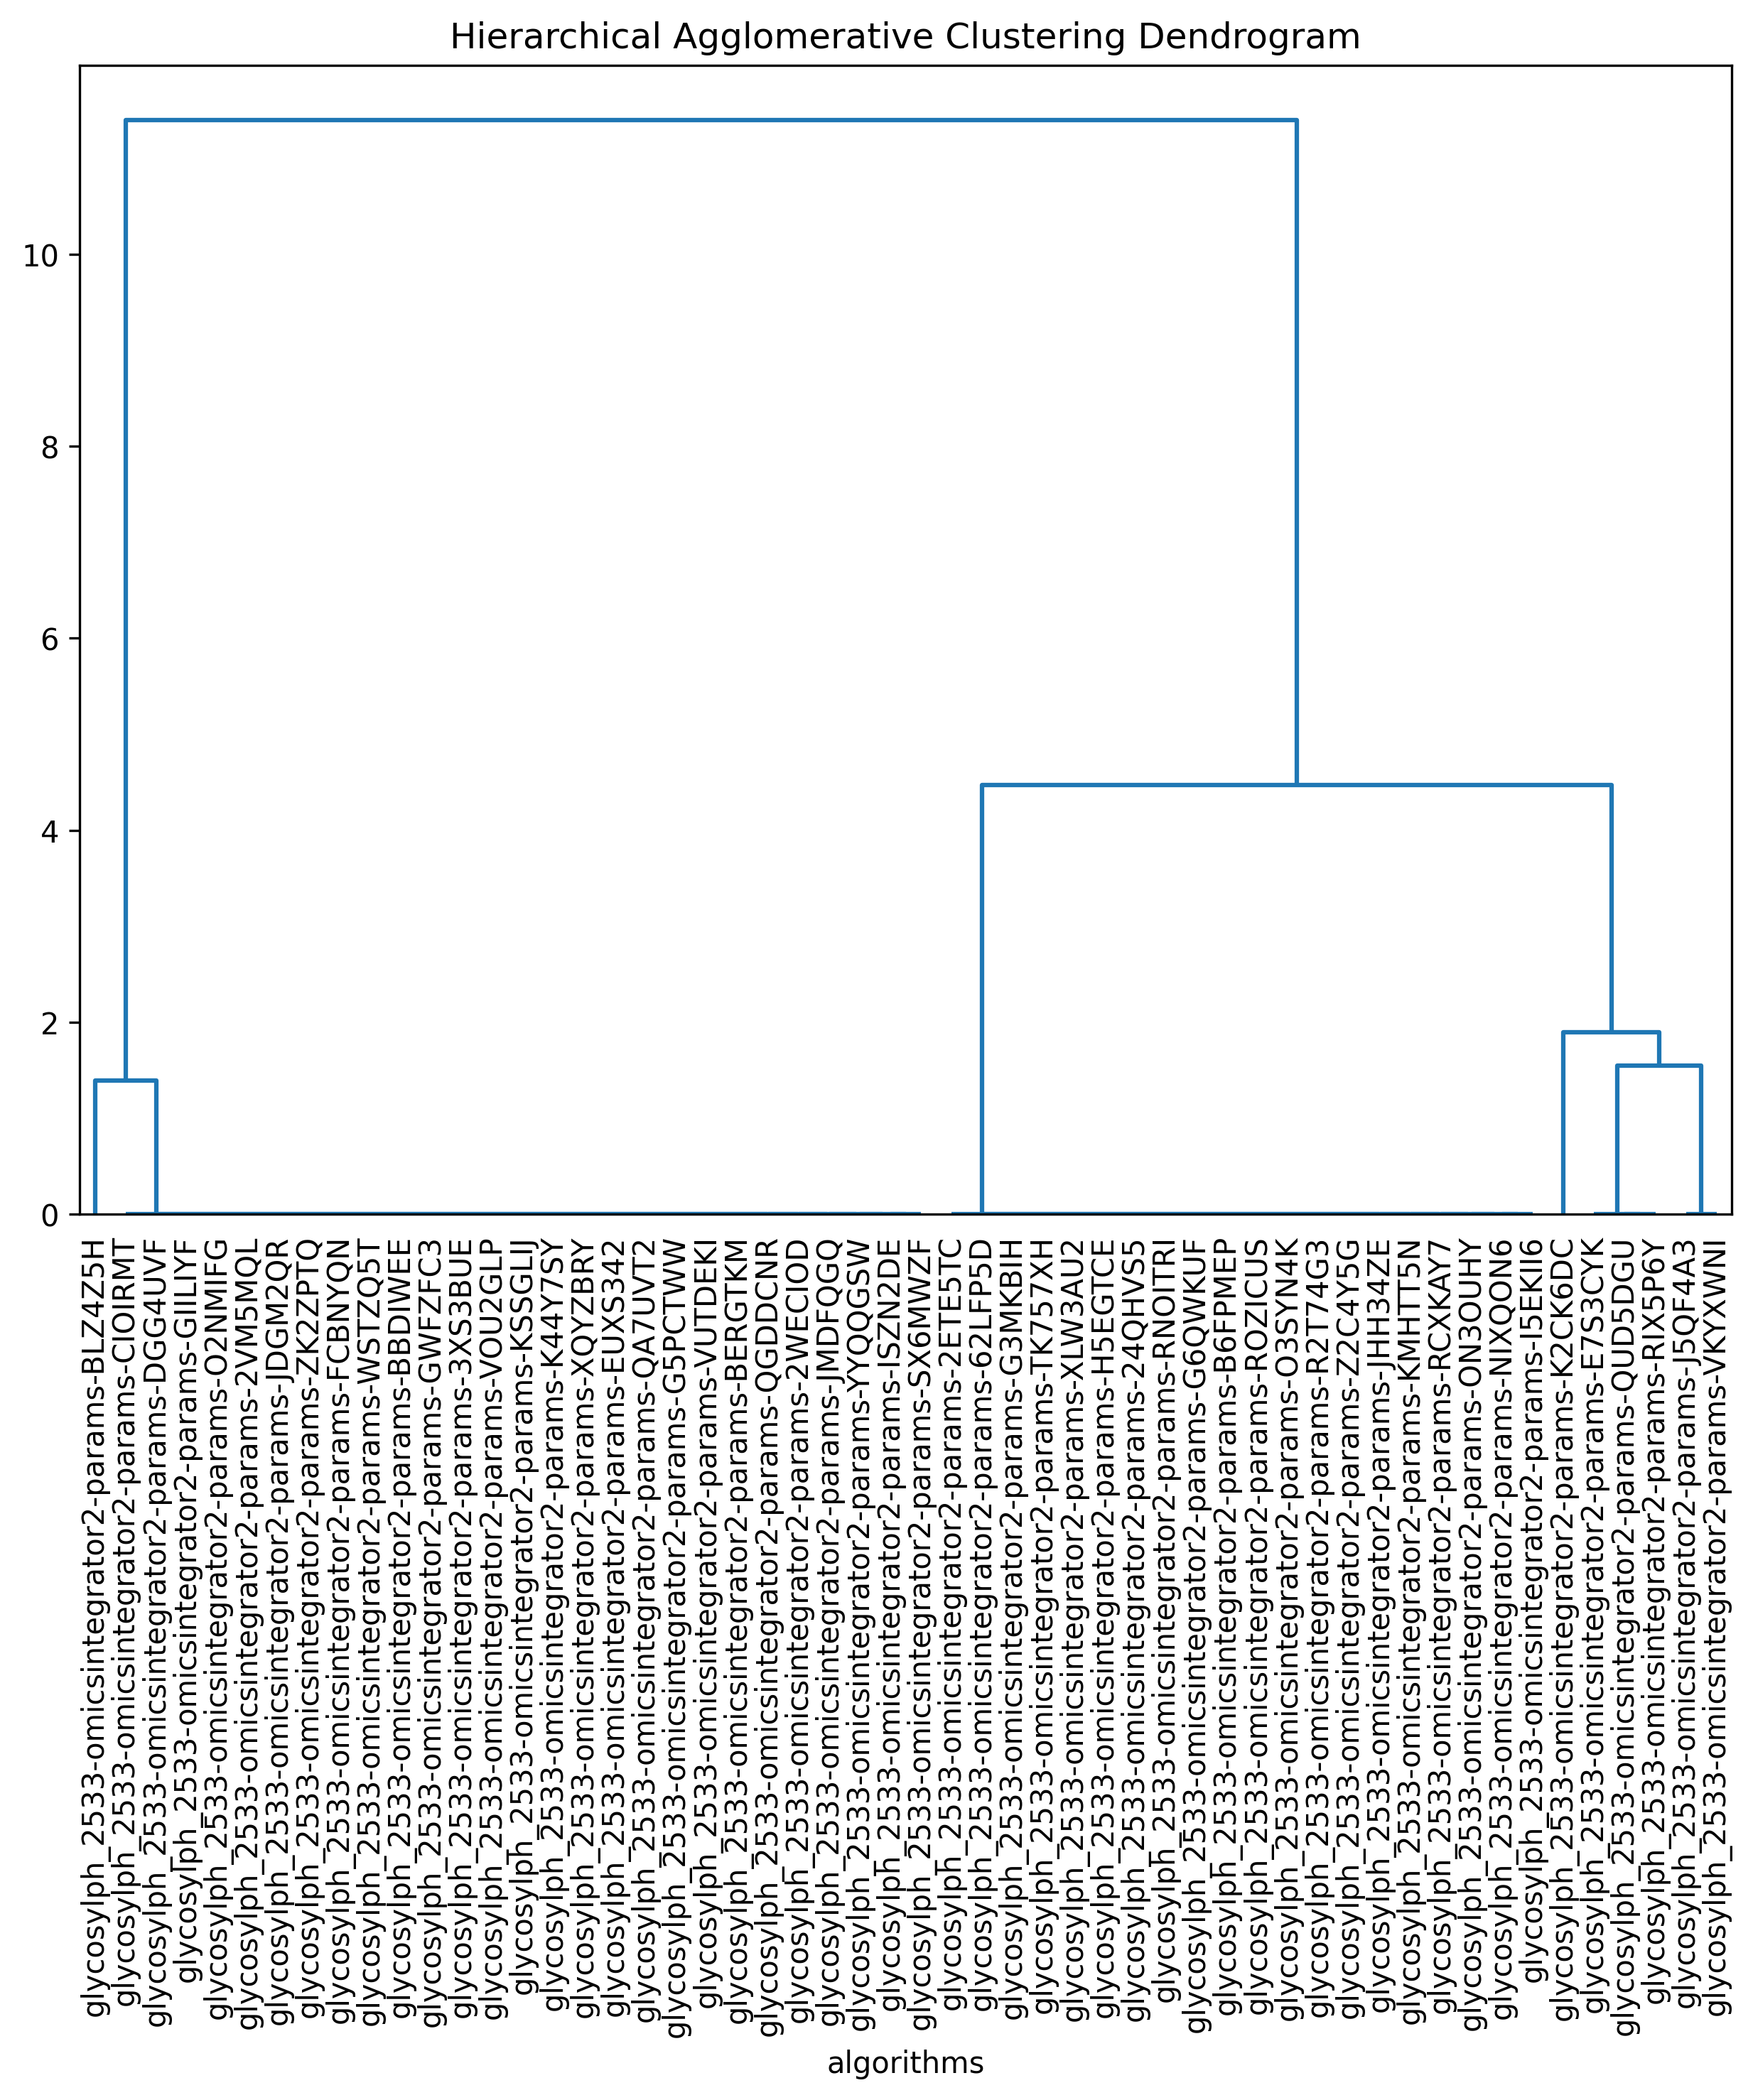 Hierarchical Agglomerative Clustering Dendrogram
10
8
6
4
2
0
glycosylph_2533-omicsintegrator2-params-BLZ4Z5H
glycosylph_2533-omicsintegrator2-params-CIOIRMT
glycosylph_2533-omicsintegrator2-params-DGG4UVF
glycosylph_2533-omicsintegrator2-params-GIILIYF
glycosylph_2533-omicsintegrator2-params-O2NMIFG
glycosylph_2533-omicsintegrator2-params-2VM5MQL
glycosylph_2533-omicsintegrator2-params-JDGM2QR
glycosylph_2533-omicsintegrator2-params-ZK2ZPTQ
glycosylph_2533-omicsintegrator2-params-FCBNYQN
glycosylph_2533-omicsintegrator2-params-WSTZQ5T
glycosylph_2533-omicsintegrator2-params-BBDIWEE
glycosylph_2533-omicsintegrator2-params-GWFZFC3
glycosylph_2533-omicsintegrator2-params-3XS3BUE
glycosylph_2533-omicsintegrator2-params-VOU2GLP
glycosylph_2533-omicsintegrator2-params-KSSGLIJ
glycosylph_2533-omicsintegrator2-params-K44Y7SY
glycosylph_2533-omicsintegrator2-params-XQYZBRY
glycosylph_2533-omicsintegrator2-params-EUXS342
glycosylph_2533-omicsintegrator2-params-QA7UVT2
glycosylph_2533-omicsintegrator2-params-G5PCTWW
glycosylph_2533-omicsintegrator2-params-VUTDEKI
glycosylph_2533-omicsintegrator2-params-BERGTKM
glycosylph_2533-omicsintegrator2-params-QGDDCNR
glycosylph_2533-omicsintegrator2-params-2WECIOD
glycosylph_2533-omicsintegrator2-params-JMDFQGQ
glycosylph_2533-omicsintegrator2-params-YYQQGSW
glycosylph_2533-omicsintegrator2-params-ISZN2DE
glycosylph_2533-omicsintegrator2-params-SX6MWZF
glycosylph_2533-omicsintegrator2-params-2ETE5TC
glycosylph_2533-omicsintegrator2-params-62LFP5D
glycosylph_2533-omicsintegrator2-params-G3MKBIH
glycosylph_2533-omicsintegrator2-params-TK757XH
glycosylph_2533-omicsintegrator2-params-XLW3AU2
glycosylph_2533-omicsintegrator2-params-H5EGTCE
glycosylph_2533-omicsintegrator2-params-24QHVS5
glycosylph_2533-omicsintegrator2-params-RNOITRI
glycosylph_2533-omicsintegrator2-params-G6QWKUF
glycosylph_2533-omicsintegrator2-params-B6FPMEP
glycosylph_2533-omicsintegrator2-params-ROZICUS
glycosylph_2533-omicsintegrator2-params-O3SYN4K
glycosylph_2533-omicsintegrator2-params-R2T74G3
glycosylph_2533-omicsintegrator2-params-Z2C4Y5G
glycosylph_2533-omicsintegrator2-params-JHH34ZE
glycosylph_2533-omicsintegrator2-params-KMHTT5N
glycosylph_2533-omicsintegrator2-params-RCXKAY7
glycosylph_2533-omicsintegrator2-params-ON3OUHY
glycosylph_2533-omicsintegrator2-params-NIXQON6
glycosylph_2533-omicsintegrator2-params-I5EKII6
glycosylph_2533-omicsintegrator2-params-K2CK6DC
glycosylph_2533-omicsintegrator2-params-E7S3CYK
glycosylph_2533-omicsintegrator2-params-QUD5DGU
glycosylph_2533-omicsintegrator2-params-RIX5P6Y
glycosylph_2533-omicsintegrator2-params-J5QF4A3
glycosylph_2533-omicsintegrator2-params-VKYXWNI
algorithms